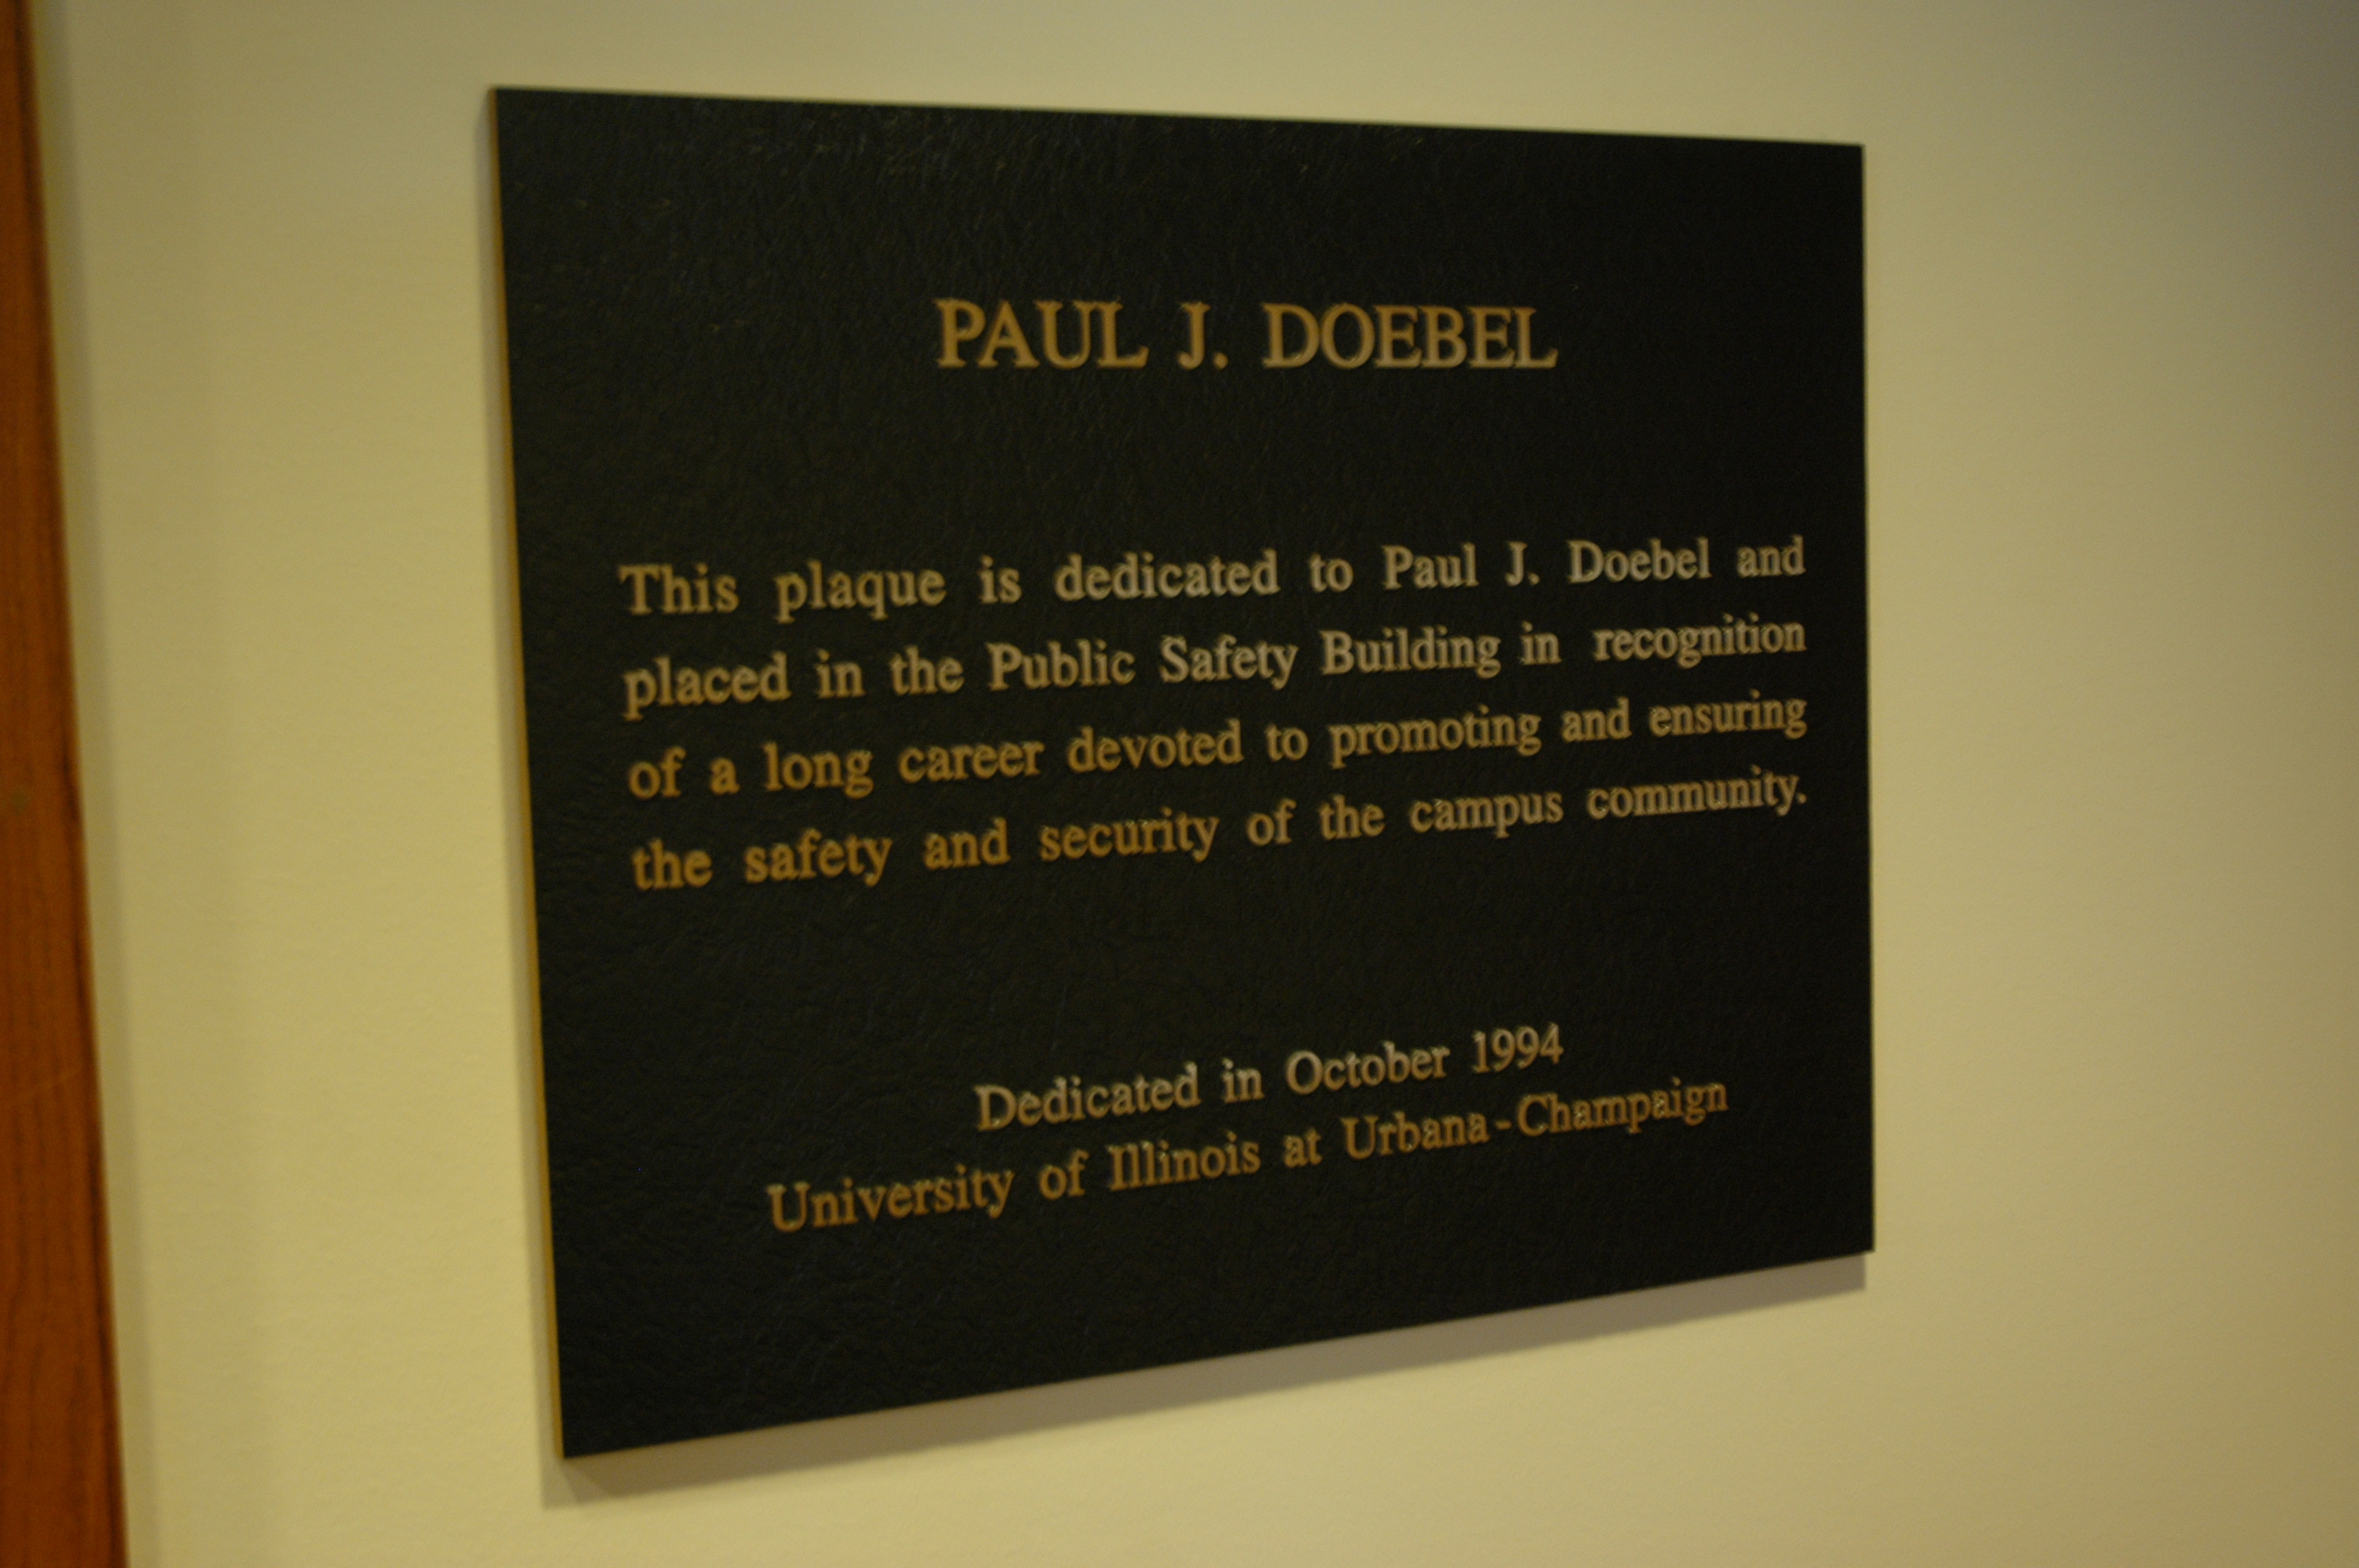 PAUL J. DOEBEL
This plaque is dedicated to Paul J. Doebel and
placed in the Public Safety Building in recognition
of a long career devoted to promoting and ensuring
the safety and security of the campus community.
Dedicated in October 1994
University of Illinois at Urbana-Champaign